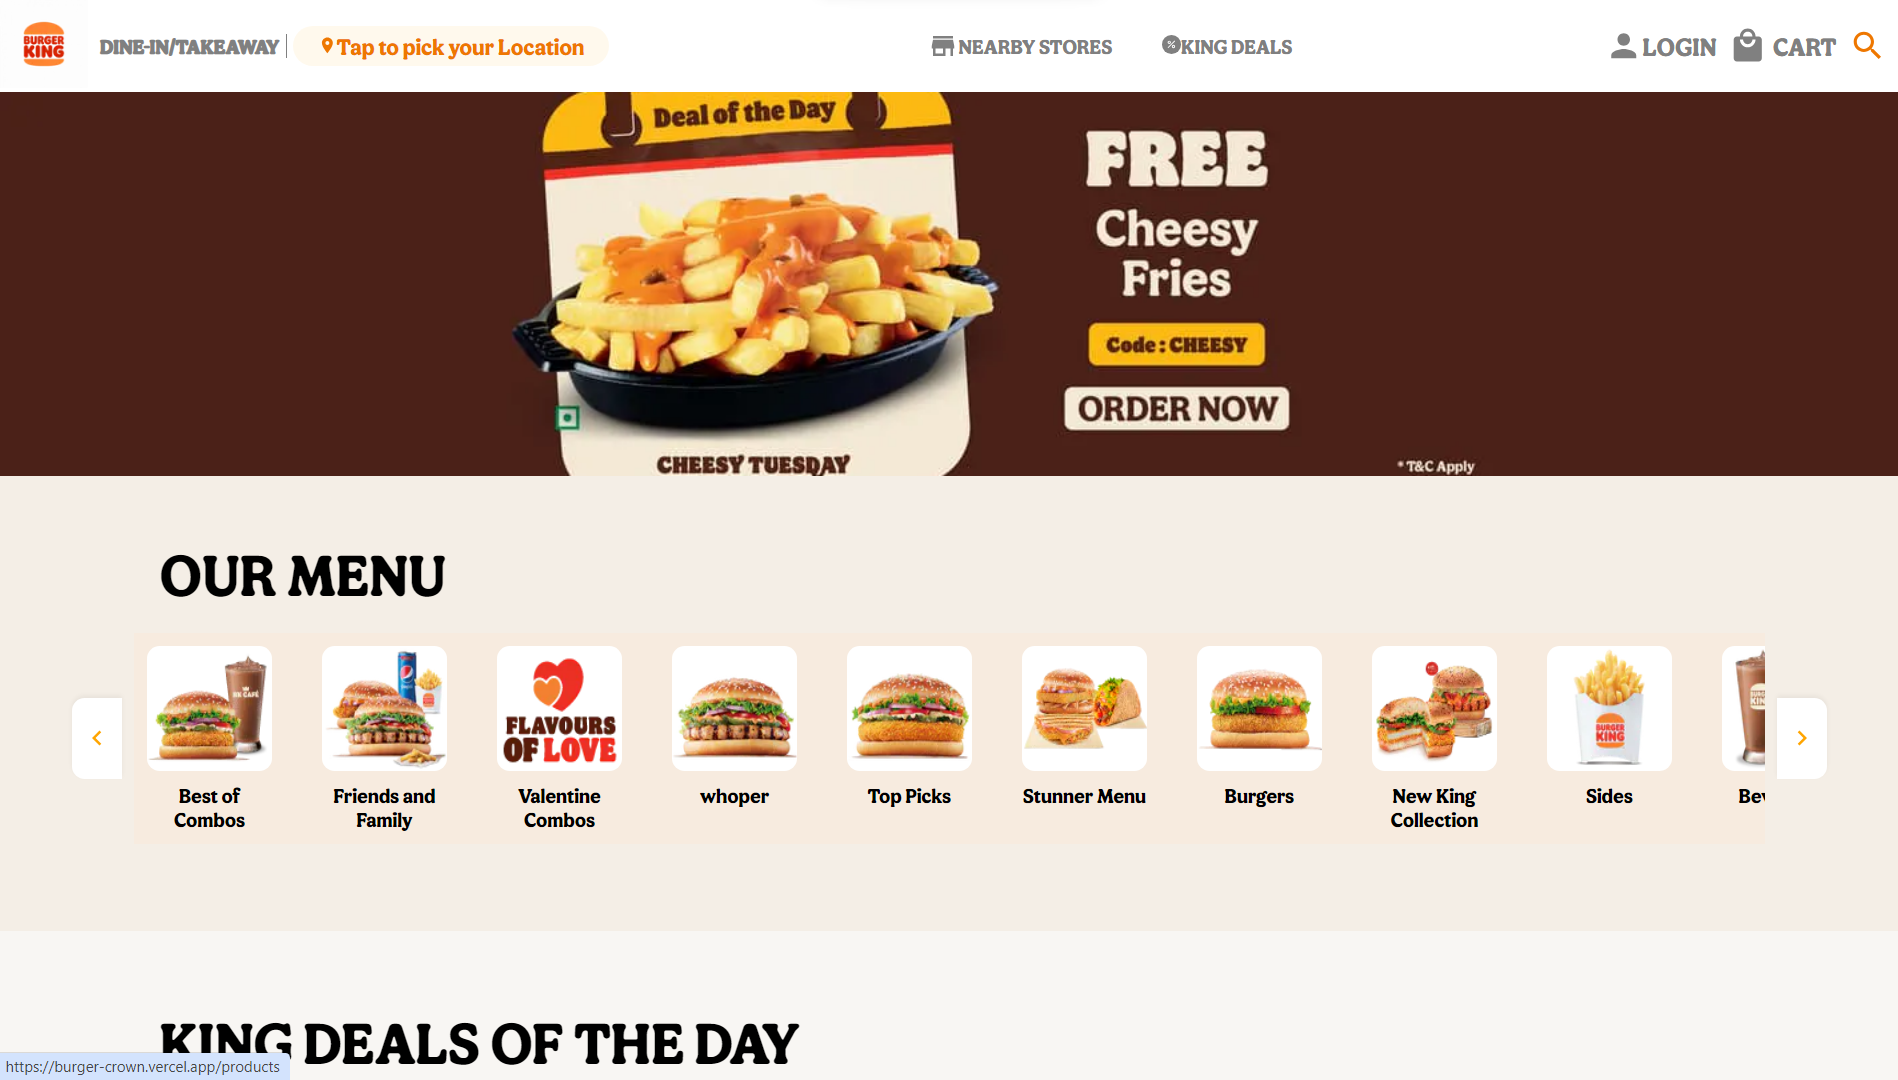 BURGER
KING
DINE-IN/TAKEAWAY
Tap to pick your Location
NEARBY STORES
KING DEALS
LOGIN
CART
Deal of the Day
CHEESY TUESDAY
FREE
Cheesy
Fries
Code : CHEESY
ORDER NOW
* T&C Apply
OUR MENU
FLAVOURS
OF LOVE
BURGER
KING
Best of
Combos
Friends and
Family
Valentine
Combos
whoper
Top Picks
Stunner Menu
Burgers
New King
Collection
Sides
Bev
KING DEALS OF THE DAY
https://burger-crown.vercel.app/products